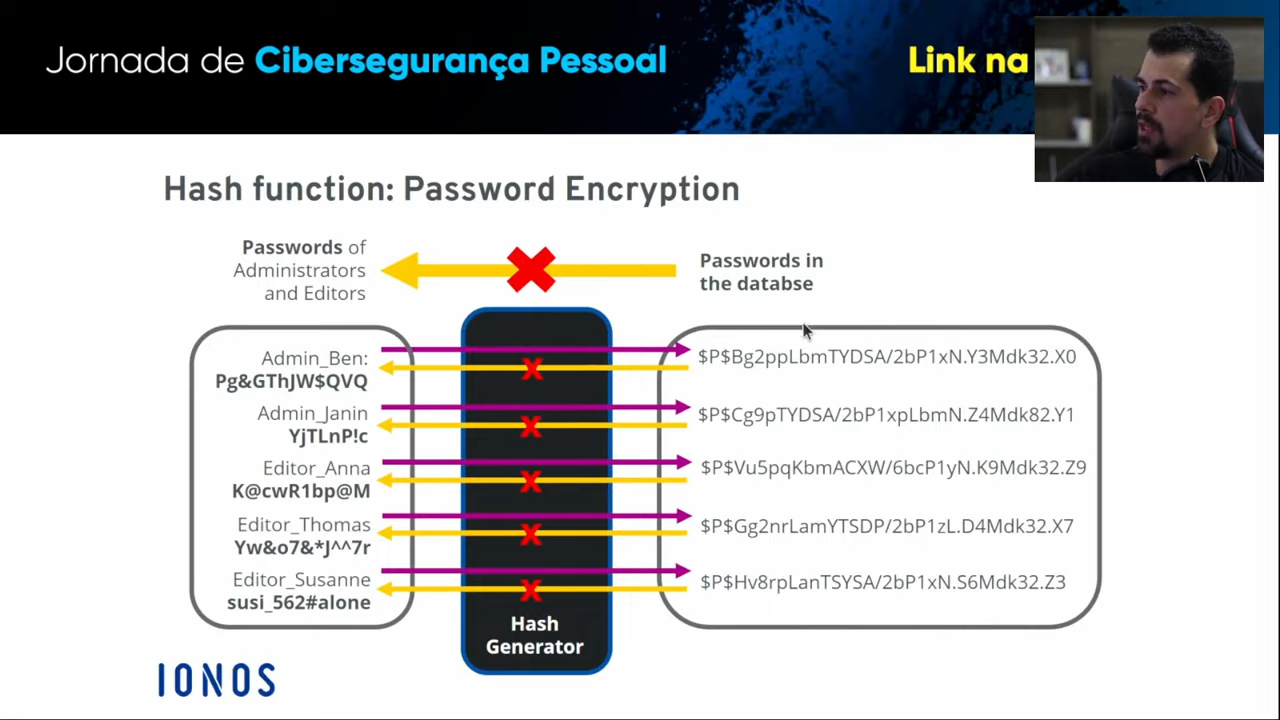 Jornada de Cibersegurança Pessoal
Link na
Hash function: Password Encryption
Passwords of
Administrators
and Editors
Passwords in
the databse
Admin_Ben:
Pg&GThJW$QVQ
$P$Bg2ppLbmTYDSA/2bP1xN.Y3Mdk32.X0
Admin_Janin
YjTLnP!c
$P$Cg9pTYDSA/2bP1xpLbmN.Z4Mdk82.Y1
Editor_Anna
K@cwR1bp@M
$P$Vu5pqKbmACXW/6bcP1yN.K9Mdk32.Z9
Editor_Thomas
Yw&o7&*J^^7r
$P$Gg2nrLamYTSDP/2bP1zL.D4Mdk32.X7
Editor_Susanne
susi_562#alone
$P$Hv8rpLanTSYSA/2bP1xN.S6Mdk32.Z3
Hash
Generator
IONOS